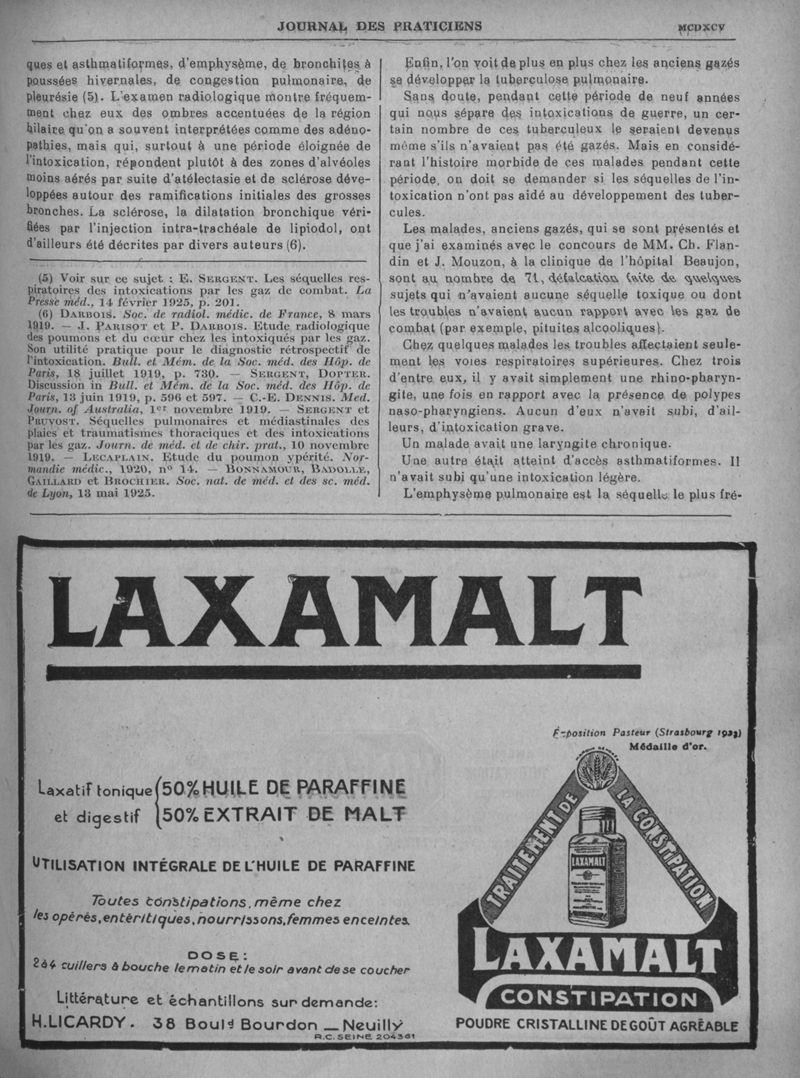 JOURNAL DES PRATICIENS
MCDXCV
ques et asthmatiformes, d'emphysème, de bronchites à
poussées hivernales, de congestion pulmonaire, de
pleurésie (5). L'examen radiologique montre fréquem-
ment chez eux des ombres accentuées de la région
hilaire qu'on a souvent interprétées comme des adéno-
pathies, mais qui, surtout à une période éloignée de
l'intoxication, répondent plutôt à des zones d'alvéoles
moins aérés par suite d'atélectasie et de sclérose déve-
loppées autour des ramifications initiales des grosses
bronches. La sclérose, la dilatation bronchique véri-
fiées par l'injection intra-trachéale de lipiodol, ont
d'ailleurs été décrites par divers auteurs (6).
(5) Voir sur ce sujet : E. SERGENT. Les séquelles res-
piratoires des intoxications par les gaz de combat. La
Presse méd., 14 février 1925, p. 201.
(6) DARBOIS. Soc. de radiol. médic. de France, 8 mars
1919. — J. PARISOT et P. DARBOIS. Etude radiologique
des poumons et du cœur chez les intoxiqués par les gaz.
Son utilité pratique pour le diagnostic rétrospectif de
l'intoxication. Bull. et Mém. de la Soc. méd. des Hôp. de
Paris, 18 juillet 1919, p. 730. — SERGENT, DOPTER.
Discussion in Bull. et Mém. de la Soc. méd. des Hôp. de
Paris, 13 juin 1919, p. 596 et 597. — C.-E. DENNIS. Med.
Journ. of Australia, 1er novembre 1919. — SERGENT et
PRUVOST. Séquelles pulmonaires et médiastinales des
plaies et traumatismes thoraciques et des intoxications
par les gaz. Journ. de méd. et de chir. prat., 10 novembre
1919. — LECAPLAIN. Etude du poumon ypérité. Nor-
mandie médic., 1920, n° 14. — BONNAMOUR, BADOLLE,
GAILLARD et BROCHIER. Soc. nat. de méd. et des sc. méd.
de Lyon, 13 mai 1925.
Enfin, l'on voit de plus en plus chez les anciens gazés
se développer la tuberculose pulmonaire.
Sans doute, pendant cette période de neuf années
qui nous sépare des intoxications de guerre, un cer-
tain nombre de ces tuberculeux le seraient devenus
même s'ils n'avaient pas été gazés. Mais en considé-
rant l'histoire morbide de ces malades pendant cette
période, on doit se demander si les séquelles de l'in-
toxication n'ont pas aidé au développement des tuber-
cules.
Les malades, anciens gazés, qui se sont présentés et
que j'ai examinés avec le concours de MM. Ch. Flan-
din et J. Mouzon, à la clinique de l'hôpital Beaujon,
sont au nombre de 71, défalcation faite de quelques
sujets qui n'avaient aucune séquelle toxique ou dont
les troubles n'avaient aucun rapport avec les gaz de
combat (par exemple, pituites alcooliques).
Chez quelques malades les troubles affectaient seule-
ment les voies respiratoires supérieures. Chez trois
d'entre eux, il y avait simplement une rhino-pharyn-
gite, une fois en rapport avec la présence de polypes
naso-pharyngiens. Aucun d'eux n'avait subi, d'ail-
leurs, d'intoxication grave.
Un malade avait une laryngite chronique.
Une autre était atteint d'accès asthmatiformes. Il
n'avait subi qu'une intoxication légère.
L'emphysème pulmonaire est la séquelle le plus fré-
LAXAMALT
Exposition Pasteur (Strasbourg 1923)
Médaille d'or.
Laxatif tonique
et digestif
50% HUILE DE PARAFFINE
50% EXTRAIT DE MALT
UTILISATION INTÉGRALE DE L'HUILE DE PARAFFINE
Toutes constipations, même chez
les opérés, entéritiques, nourrissons, femmes enceintes.
DOSE:
2 à 4 cuillers à bouche le matin et le soir avant de se coucher
Littérature et échantillons sur demande:
H. LICARDY. 38 Boulᵈ Bourdon _ Neuilly
R.C. SEINE 204361
TRAITEMENT DE
LA CONSTIPATION
LAXAMALT
LAXAMALT
CONSTIPATION
POUDRE CRISTALLINE DE GOÛT AGRÉABLE